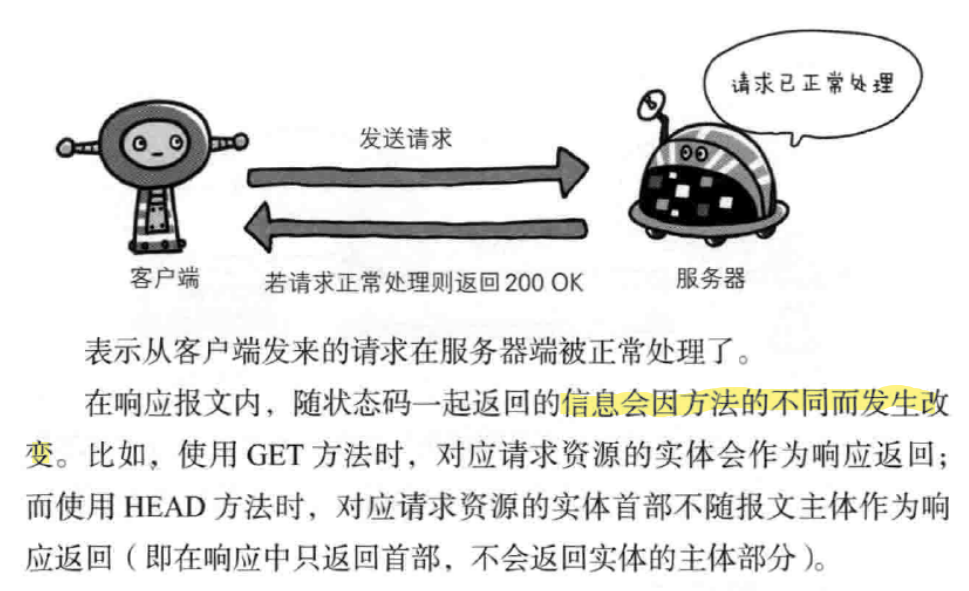 请求已正常处理
发送请求
客户端
若请求正常处理则返回 200 OK
服务器
表示从客户端发来的请求在服务器端被正常处理了。
在响应报文内，随状态码一起返回的信息会因方法的不同而发生改
变。比如，使用 GET 方法时，对应请求资源的实体会作为响应返回；
而使用 HEAD 方法时，对应请求资源的实体首部不随报文主体作为响
应返回（即在响应中只返回首部，不会返回实体的主体部分）。